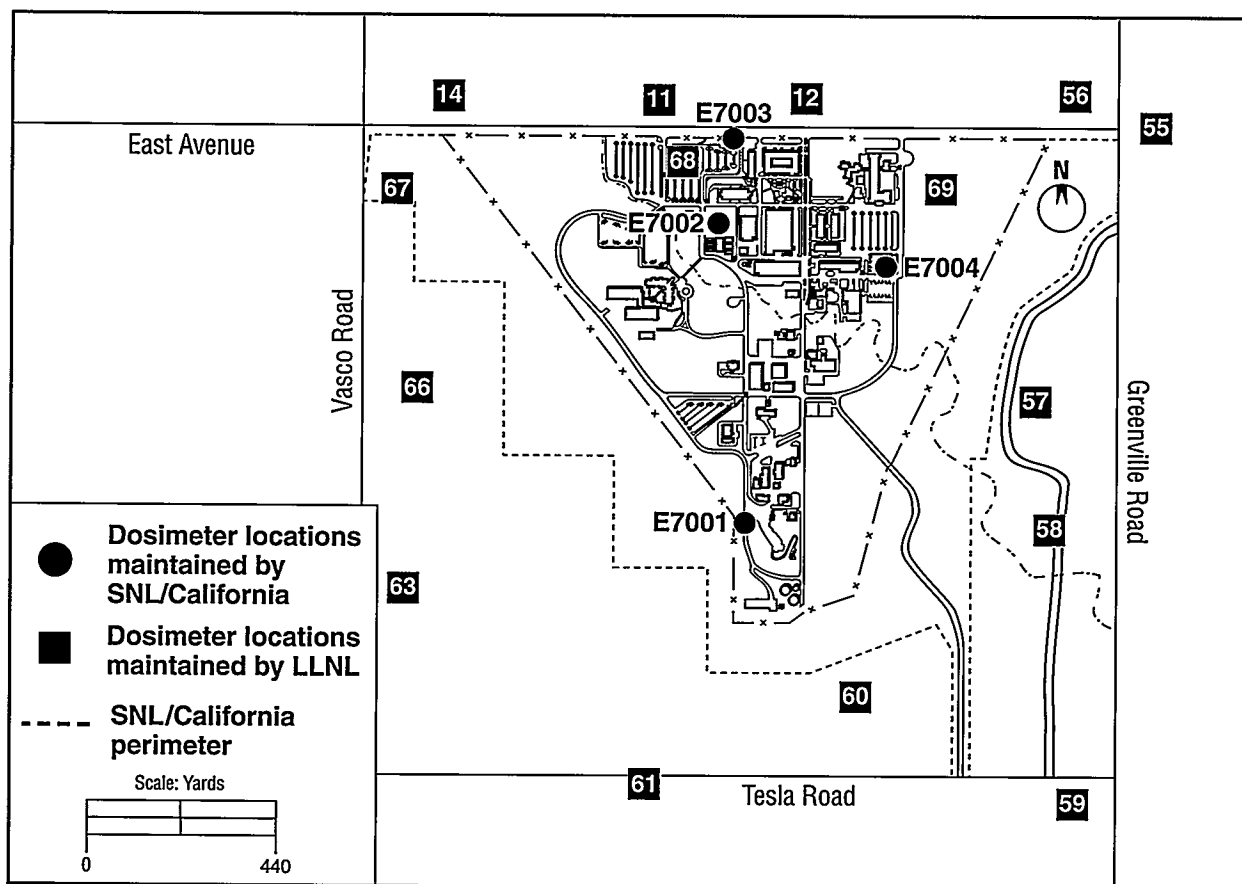 14
11
12
56
55
E7003
East Avenue
68
67
69
N
E7002
E7004
Vasco Road
66
57
Greenville Road
E7001
58
63
60
61
Tesla Road
59
Dosimeter locations
maintained by
SNL/California
Dosimeter locations
maintained by LLNL
SNL/California
perimeter
Scale: Yards
0
440